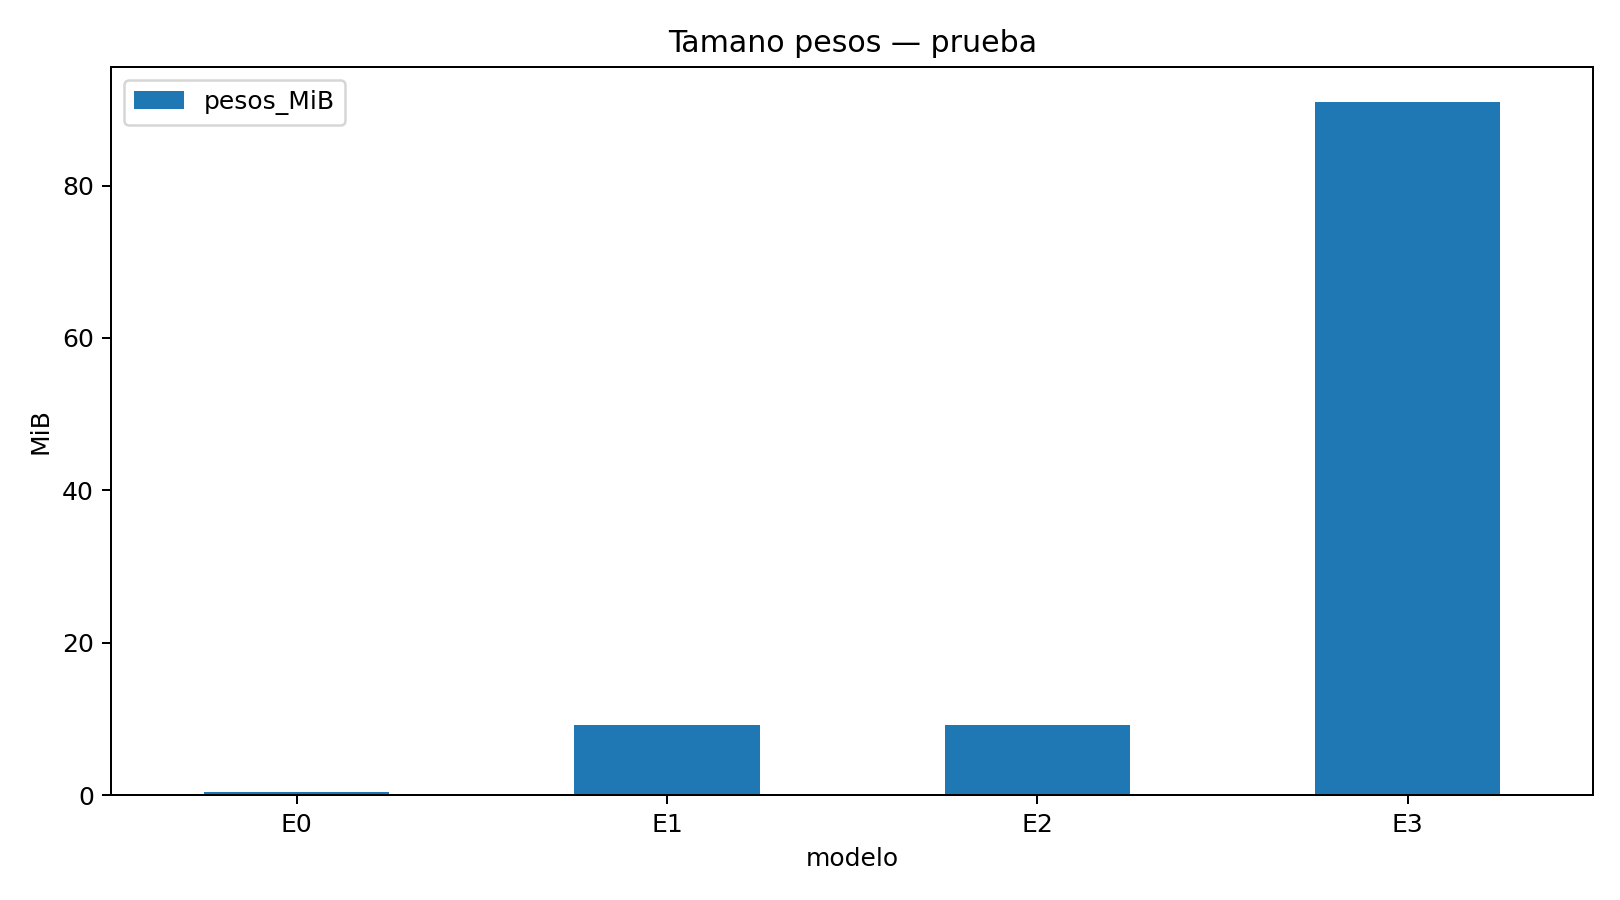 Tamano pesos — prueba
pesos_MiB
80
60
40
20
0
MiB
E0 E1 E2 E3
modelo